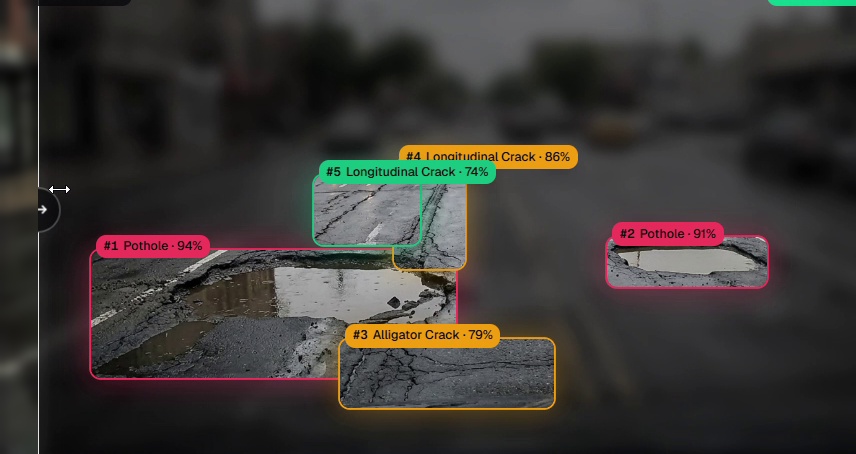 #4 Longitudinal Crack · 86%
#5 Longitudinal Crack · 74%
#2 Pothole · 91%
#1 Pothole · 94%
#3 Alligator Crack · 79%